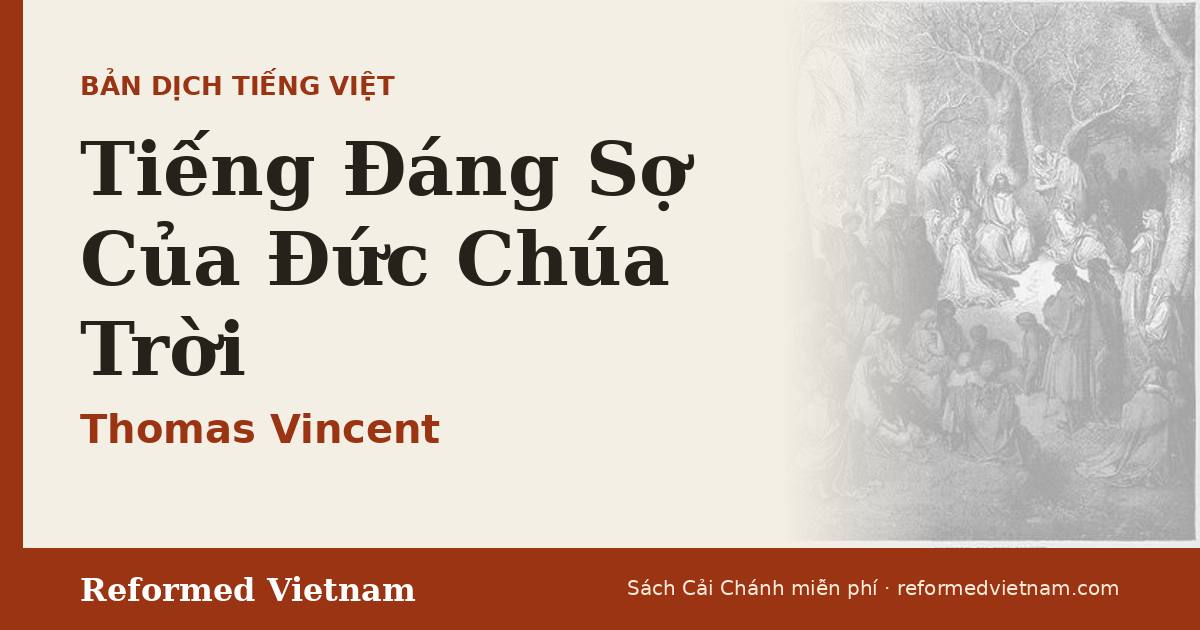 BẢN DỊCH TIẾNG VIỆT
Tiếng Đáng Sợ
Của Đức Chúa
Trời
Thomas Vincent
Reformed Vietnam
Sách Cải Chánh miễn phí · reformedvietnam.com